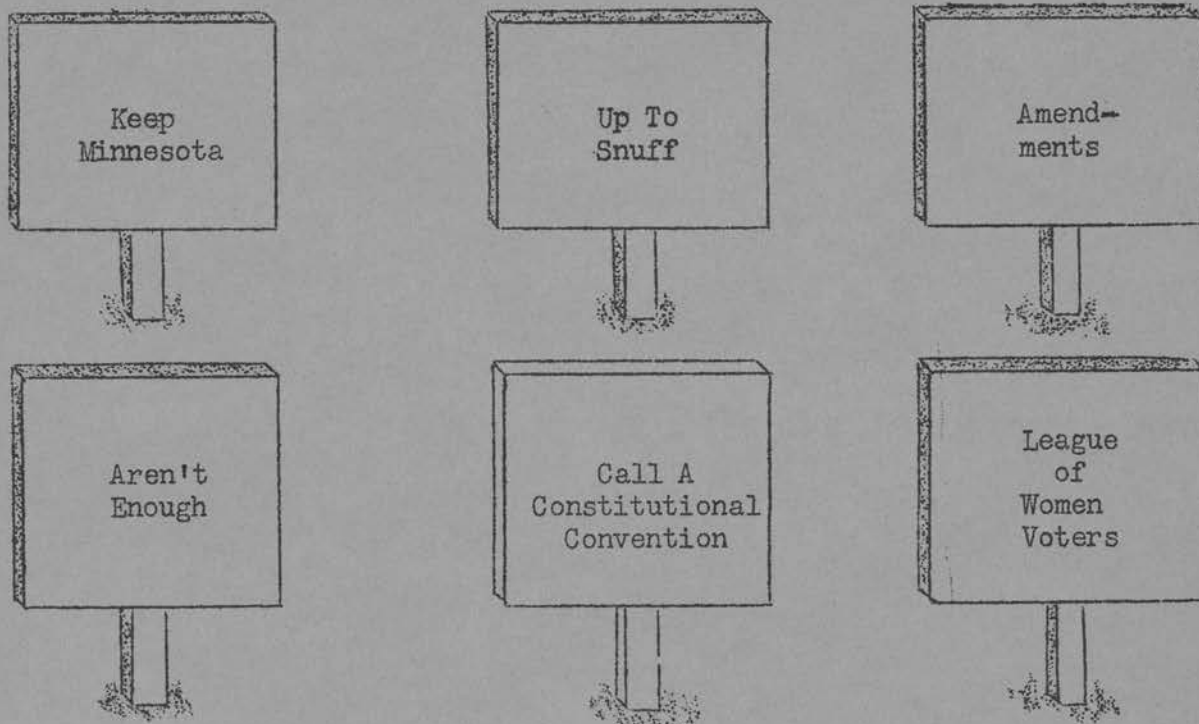 Keep
Minnesota
Up To
Snuff
Amend-
ments
Aren't
Enough
Call A
Constitutional
Convention
League
of
Women
Voters